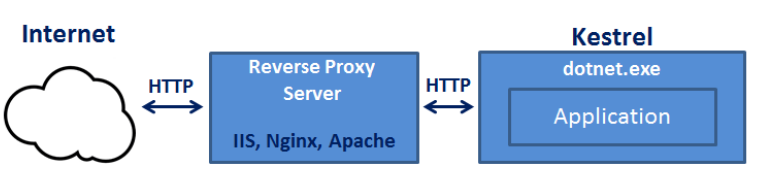 Internet
HTTP
Reverse Proxy
Server
IIS, Nginx, Apache
HTTP
Kestrel
dotnet.exe
Application